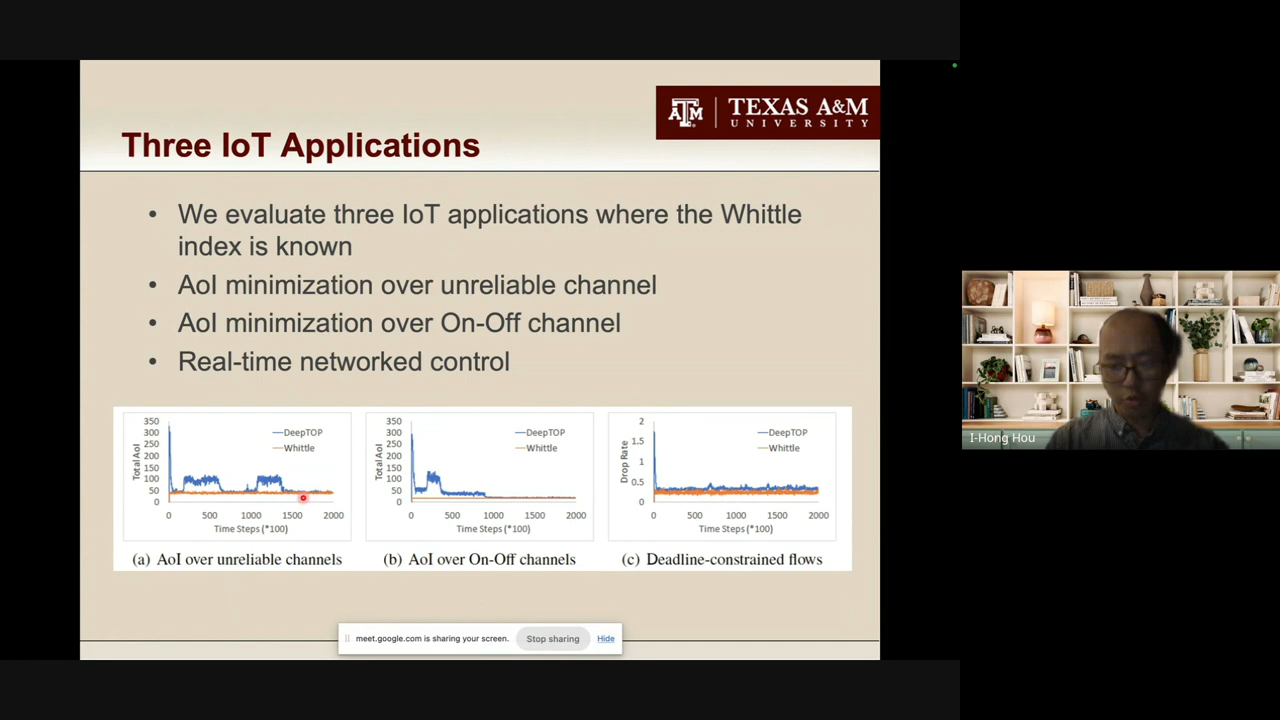 TEXAS A&M
UNIVERSITY
Three IoT Applications
• We evaluate three IoT applications where the Whittle
index is known
• AoI minimization over unreliable channel
• AoI minimization over On-Off channel
• Real-time networked control
Total AoI
350
300
250
200
150
100
50
0
DeepTOP
Whittle
0 500 1000 1500 2000
Time Steps (*100)
(a) AoI over unreliable channels
Total AoI
350
300
250
200
150
100
50
0
DeepTOP
Whittle
0 500 1000 1500 2000
Time Steps (*100)
(b) AoI over On-Off channels
Drop Rate
2
1.5
1
0.5
0
DeepTOP
Whittle
0 500 1000 1500 2000
Time Steps (*100)
(c) Deadline-constrained flows
meet.google.com is sharing your screen. Stop sharing Hide
I-Hong Hou